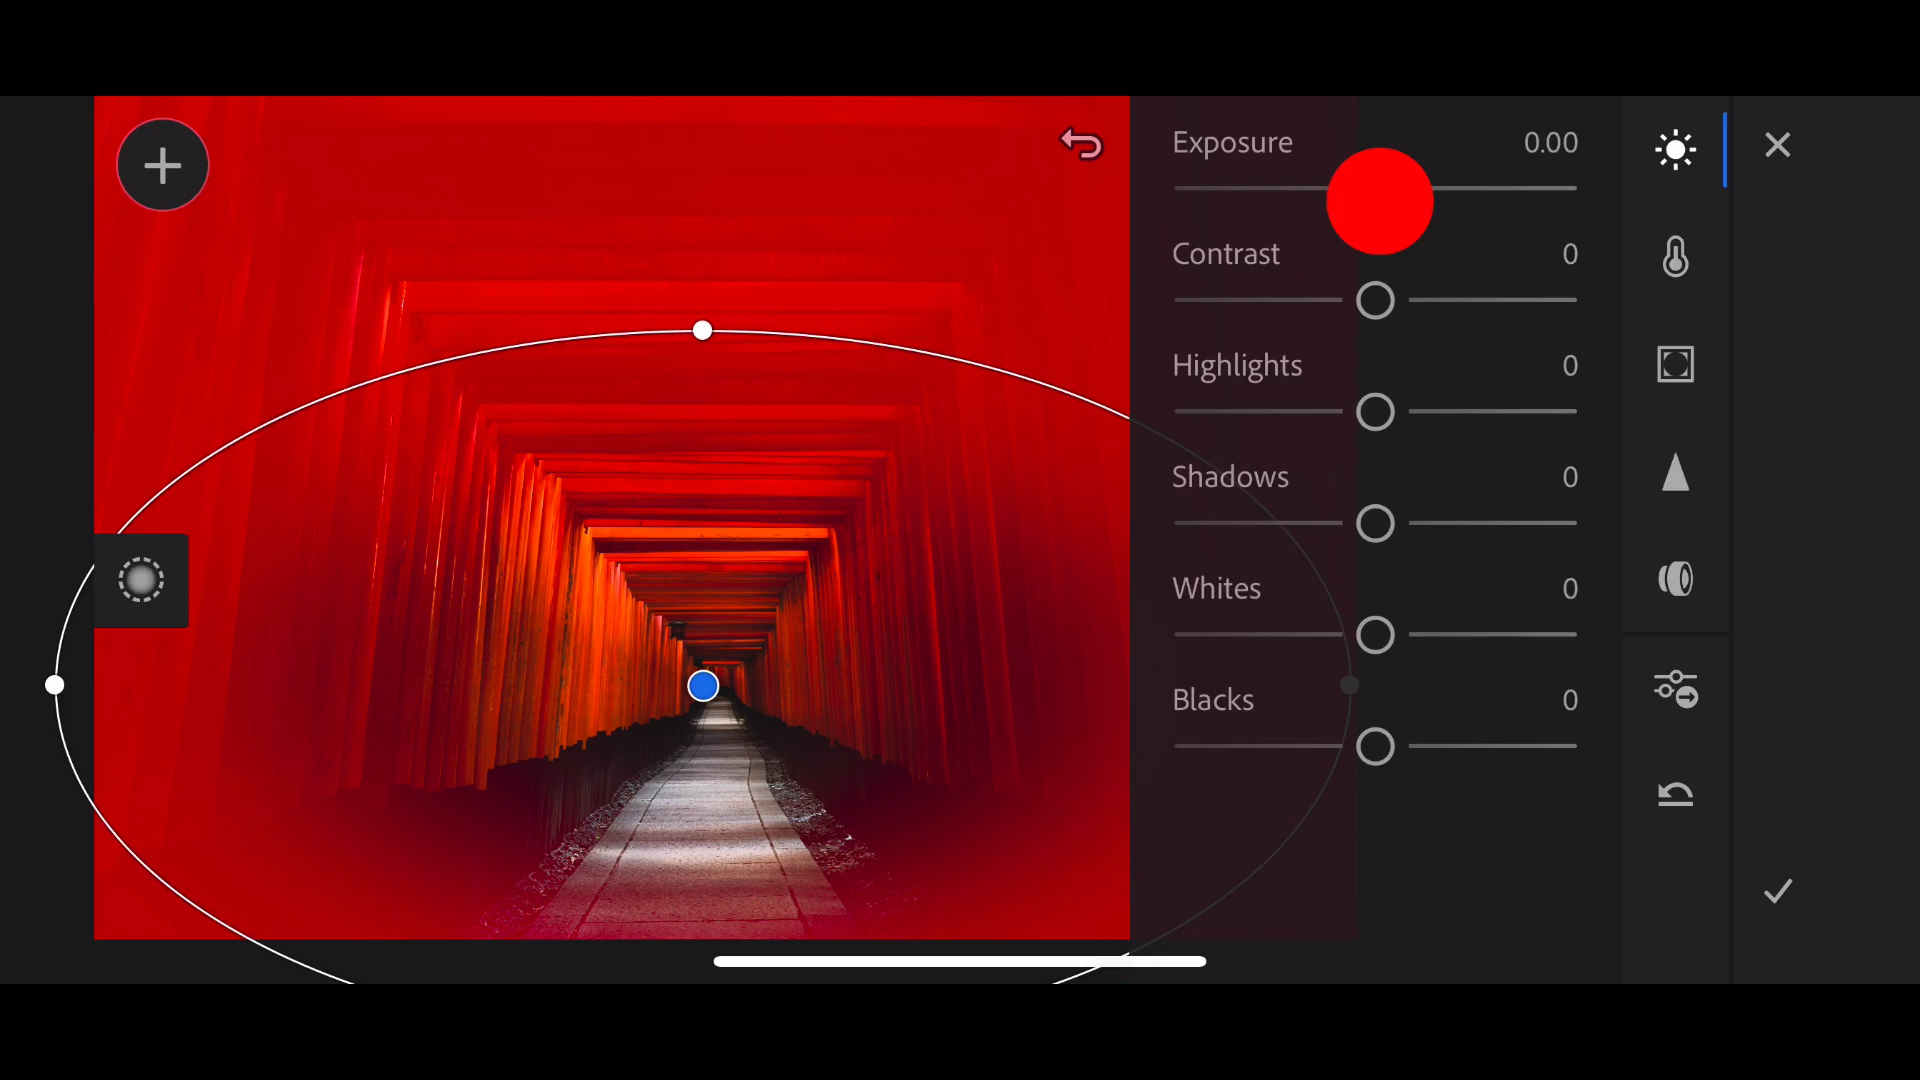 Exposure 0.00
Contrast 0
Highlights 0
Shadows 0
Whites 0
Blacks 0